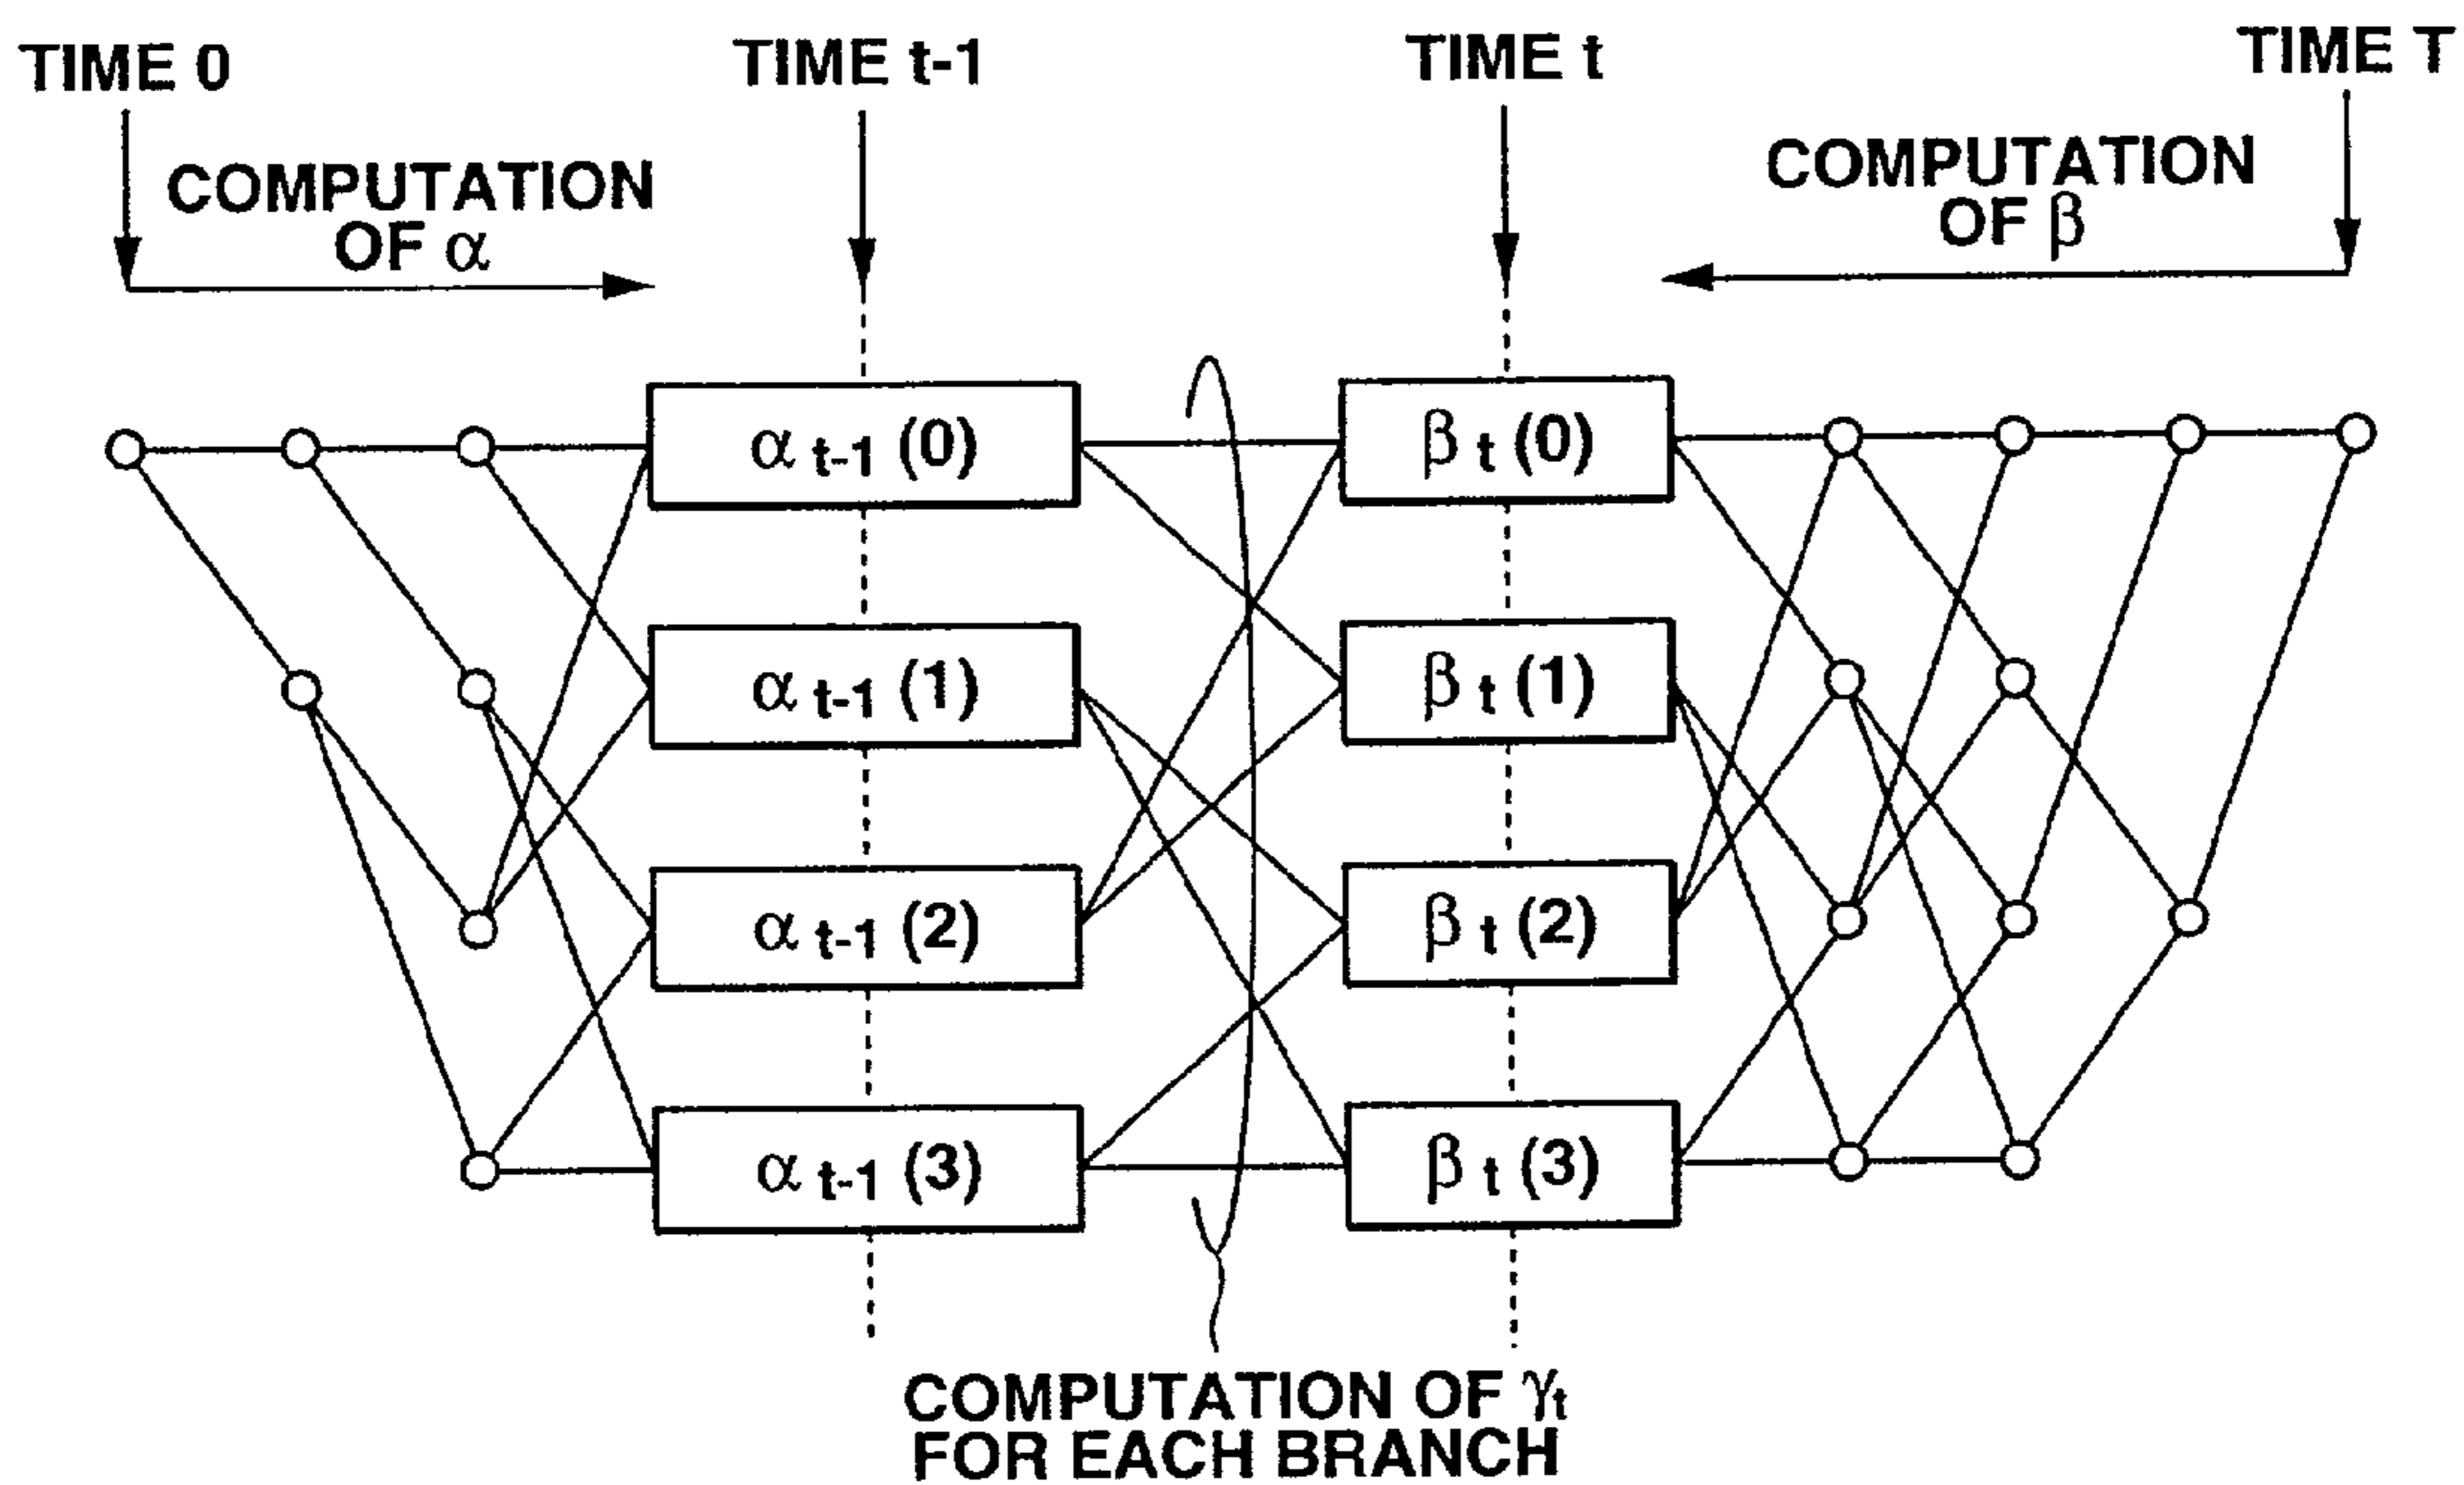 TIME 0
TIME t-1
TIME t
TIME T
COMPUTATION
OF α
COMPUTATION
OF β
α t-1 (0)
β t (0)
α t-1 (1)
β t (1)
α t-1 (2)
β t (2)
α t-1 (3)
β t (3)
COMPUTATION OF γt
FOR EACH BRANCH